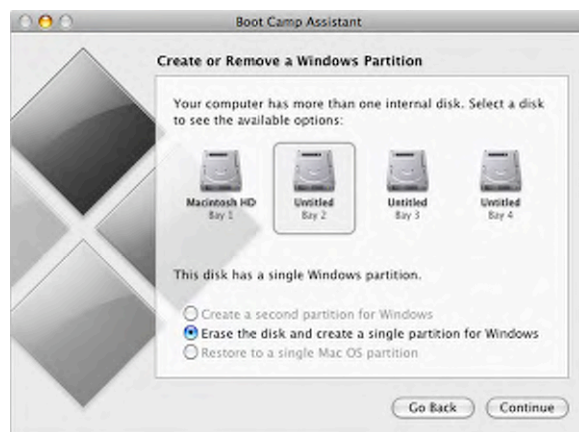 Boot Camp Assistant
Create or Remove a Windows Partition
Your computer has more than one internal disk. Select a disk
to see the available options:
Macintosh HD Untitled Untitled Untitled
Bay 1 Bay 2 Bay 3 Bay 4
This disk has a single Windows partition.
Create a second partition for Windows
Erase the disk and create a single partition for Windows
Restore to a single Mac OS partition
Go Back Continue